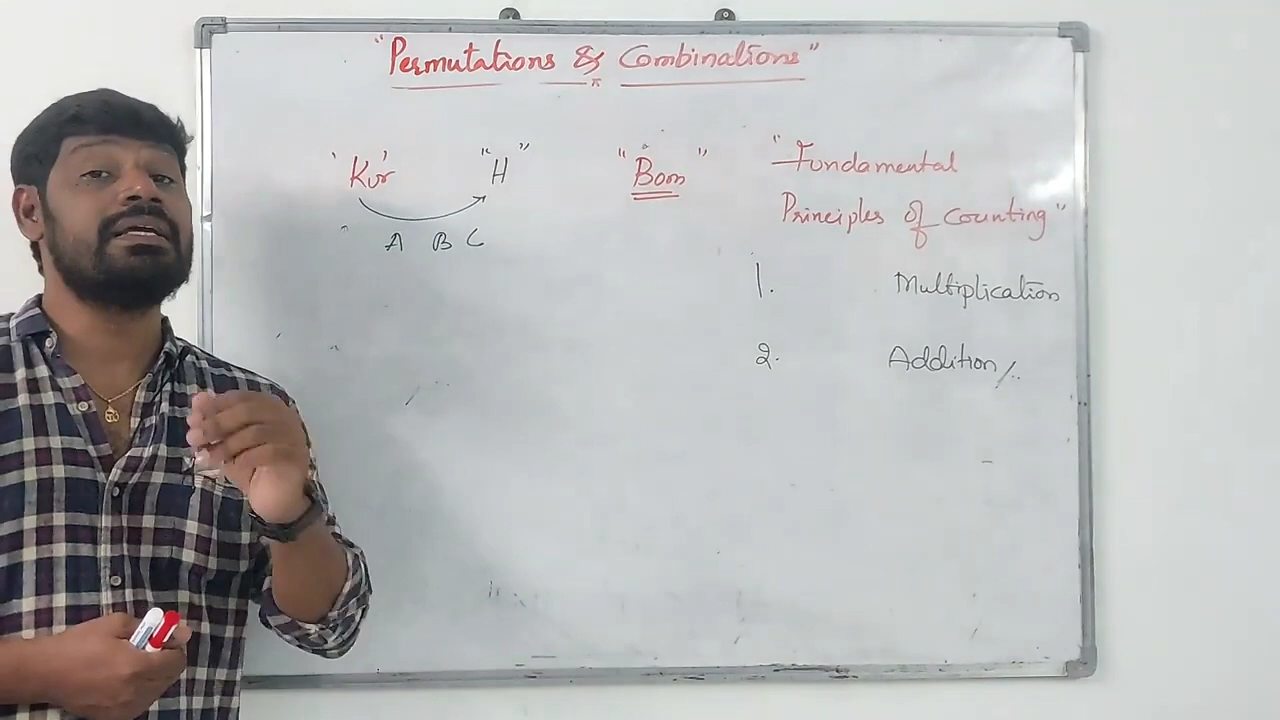 "Permutations & Combinations"
'Kur' "H"
A B C
"Bom"
"Fundamental
Principles of Counting"
1. Multiplication
2. Addition